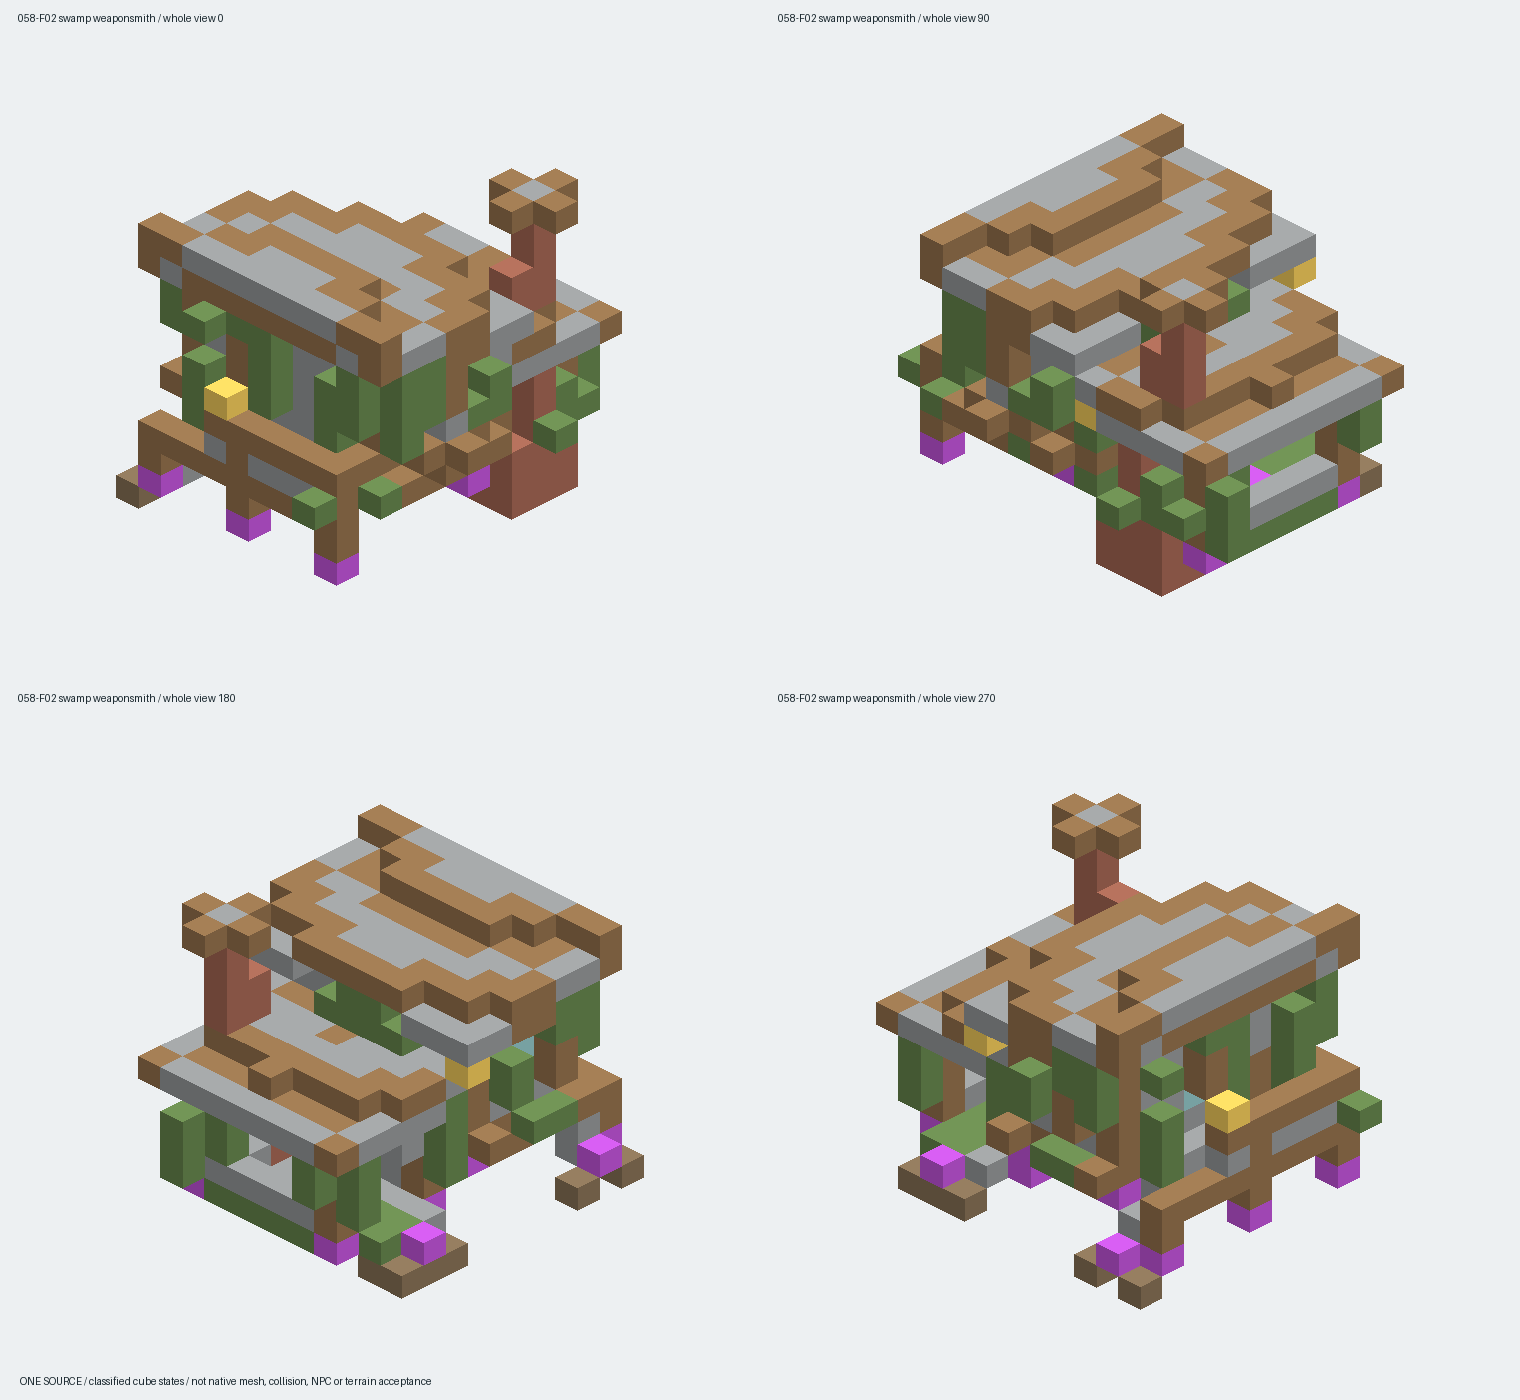 058-F02 swamp weaponsmith / whole view 0
058-F02 swamp weaponsmith / whole view 90
058-F02 swamp weaponsmith / whole view 180
058-F02 swamp weaponsmith / whole view 270
ONE SOURCE / classified cube states / not native mesh, collision, NPC or terrain acceptance